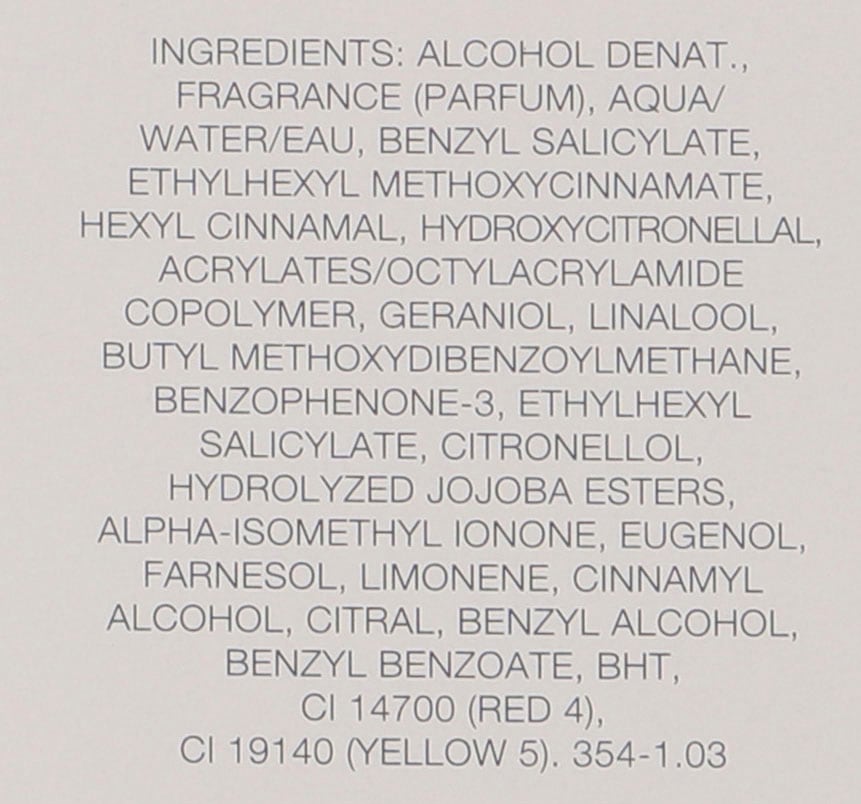 INGREDIENTS: ALCOHOL DENAT.,
FRAGRANCE (PARFUM), AQUA/
WATER/EAU, BENZYL SALICYLATE,
ETHYLHEXYL METHOXYCINNAMATE,
HEXYL CINNAMAL, HYDROXYCITRONELLAL,
ACRYLATES/OCTYLACRYLAMIDE
COPOLYMER, GERANIOL, LINALOOL,
BUTYL METHOXYDIBENZOYLMETHANE,
BENZOPHENONE-3, ETHYLHEXYL
SALICYLATE, CITRONELLOL,
HYDROLYZED JOJOBA ESTERS,
ALPHA-ISOMETHYL IONONE, EUGENOL,
FARNESOL, LIMONENE, CINNAMYL
ALCOHOL, CITRAL, BENZYL ALCOHOL,
BENZYL BENZOATE, BHT,
CI 14700 (RED 4),
CI 19140 (YELLOW 5). 354-1.03